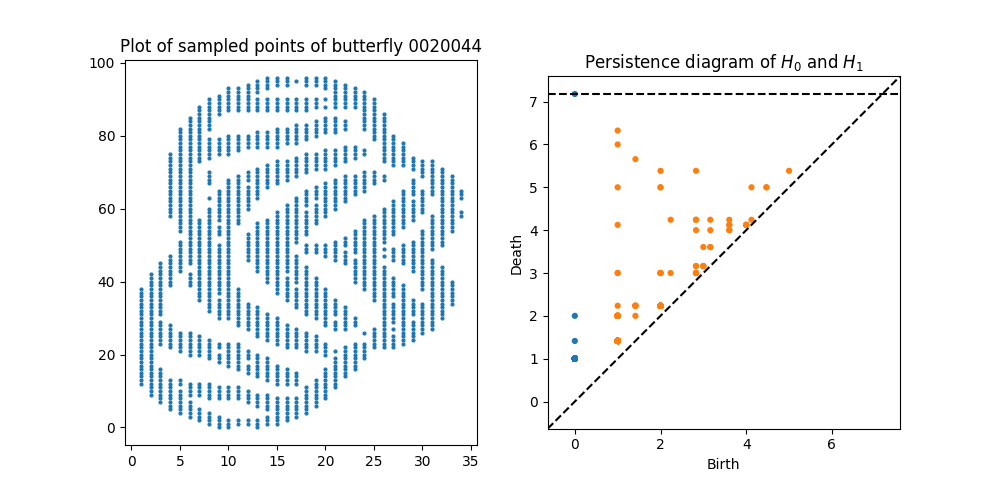 Plot of sampled points of butterfly 0020044
100
80
60
40
20
0
0 5 10 15 20 25 30 35
Persistence diagram of $H_0$ and $H_1$
7
6
5
4
3
2
1
0
Death
0 2 4 6
Birth